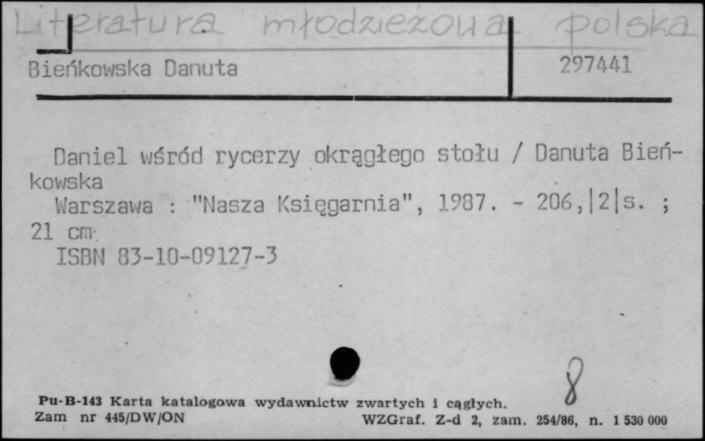 Literatura młodzieżowa polska
Bieńkowska Danuta 297441
Daniel wśród rycerzy okrągłego stołu / Danuta Bień-
kowska
Warszawa : "Nasza Księgarnia", 1987. - 206,|2|s. ;
21 cm
ISBN 83-10-09127-3
8
Pu-B-143 Karta katalogowa wydawnictw zwartych i cągłych.
Zam nr 445/DW/ON WZGraf. Z-d 2, zam. 254/86, n. 1 530 000